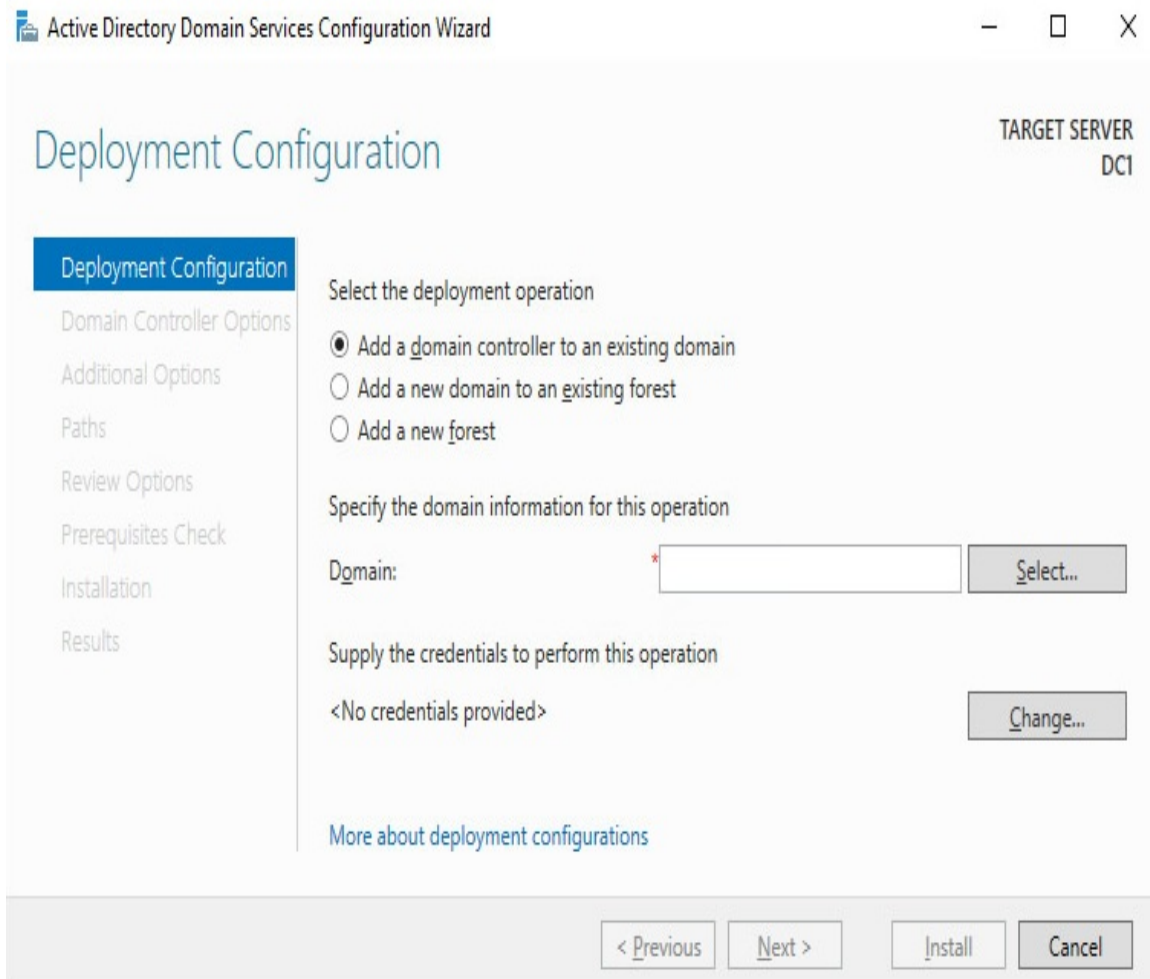 Active Directory Domain Services Configuration Wizard
Deployment Configuration
TARGET SERVER
DC1
Deployment Configuration
Domain Controller Options
Additional Options
Paths
Review Options
Prerequisites Check
Installation
Results
Select the deployment operation
Add a domain controller to an existing domain
Add a new domain to an existing forest
Add a new forest
Specify the domain information for this operation
Domain: * Select...
Supply the credentials to perform this operation
<No credentials provided> Change...
More about deployment configurations
< Previous Next > Install Cancel